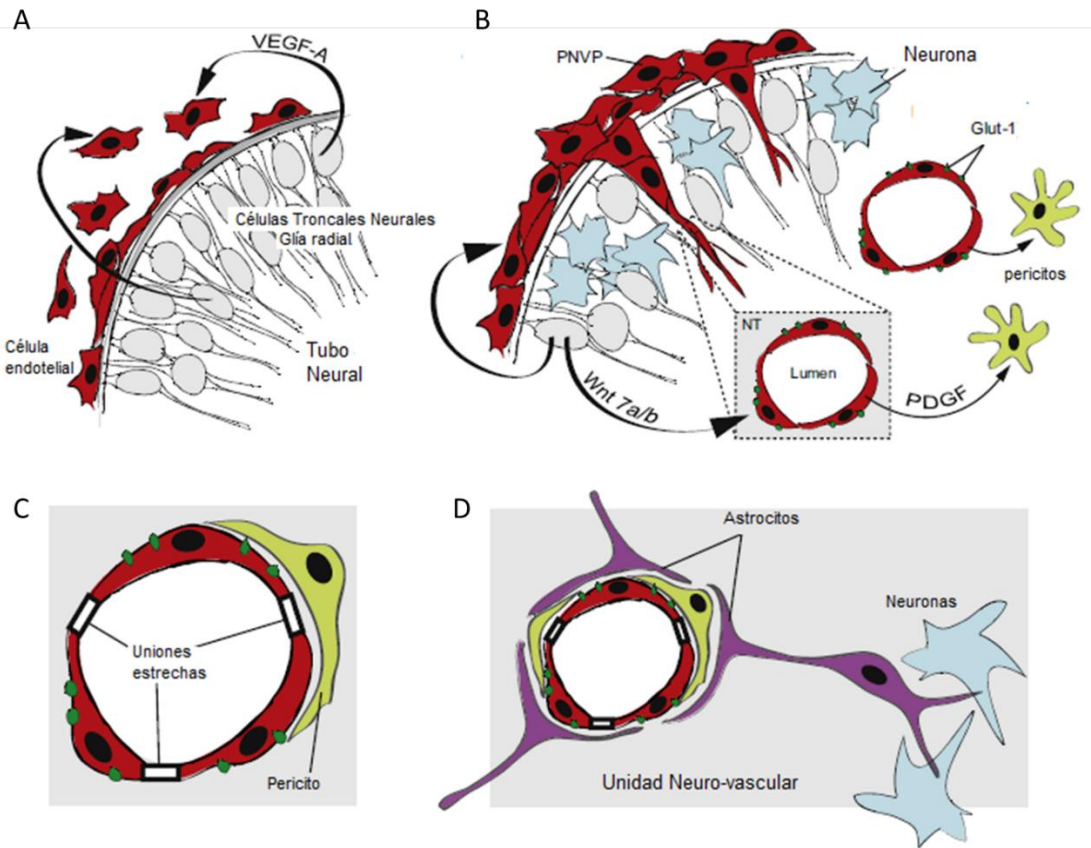 A
VEGF-A
Células Troncales Neurales
Glía radial
Célula
endotelial
Tubo
Neural
B
PNVP
Neurona
Glut-1
pericitos
NT
Lumen
Wnt 7a/b
PDGF
C
Uniones
estrechas
Pericito
D
Astrocitos
Neuronas
Unidad Neuro-vascular